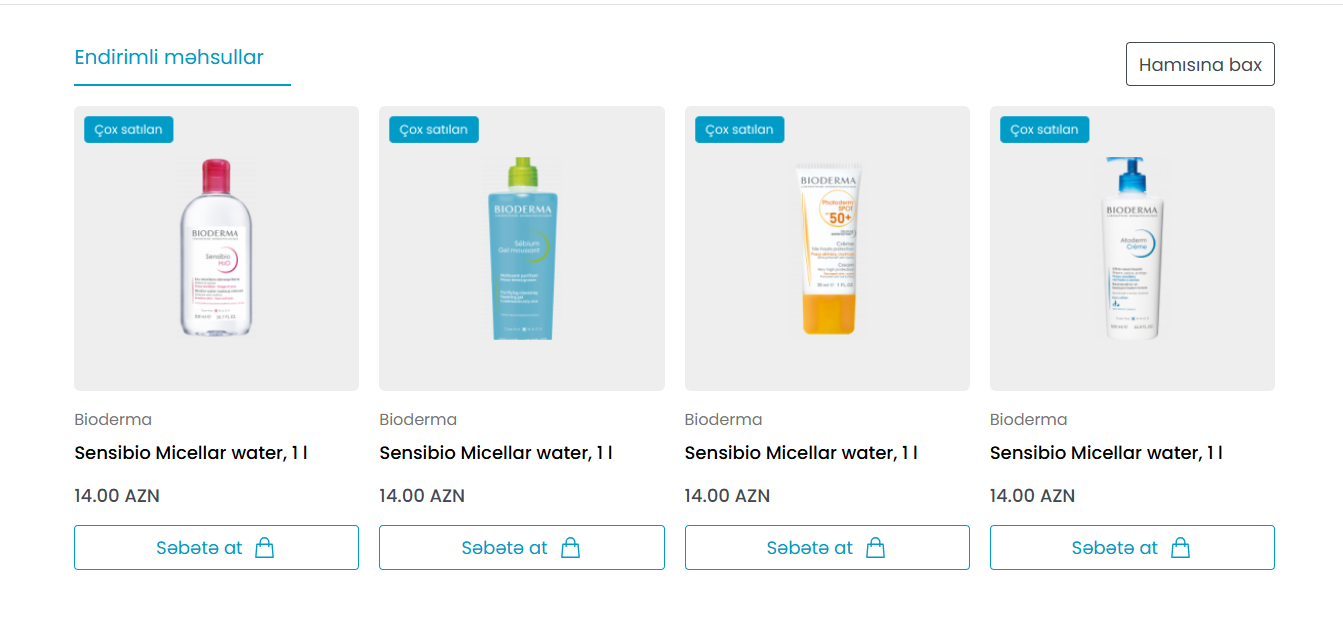 Endirimli məhsullar
Hamısına bax
Çox satılan
Çox satılan
Çox satılan
Çox satılan
BIODERMA
Sensibio
H₂O
BIODERMA
Sébium
Gel moussant
BIODERMA
Photoderm
SPOT
50+
Crème
Cream
BIODERMA
Atoderm
Crème
Bioderma
Bioderma
Bioderma
Bioderma
Sensibio Micellar water, 1 l
Sensibio Micellar water, 1 l
Sensibio Micellar water, 1 l
Sensibio Micellar water, 1 l
14.00 AZN
14.00 AZN
14.00 AZN
14.00 AZN
Səbətə at
Səbətə at
Səbətə at
Səbətə at